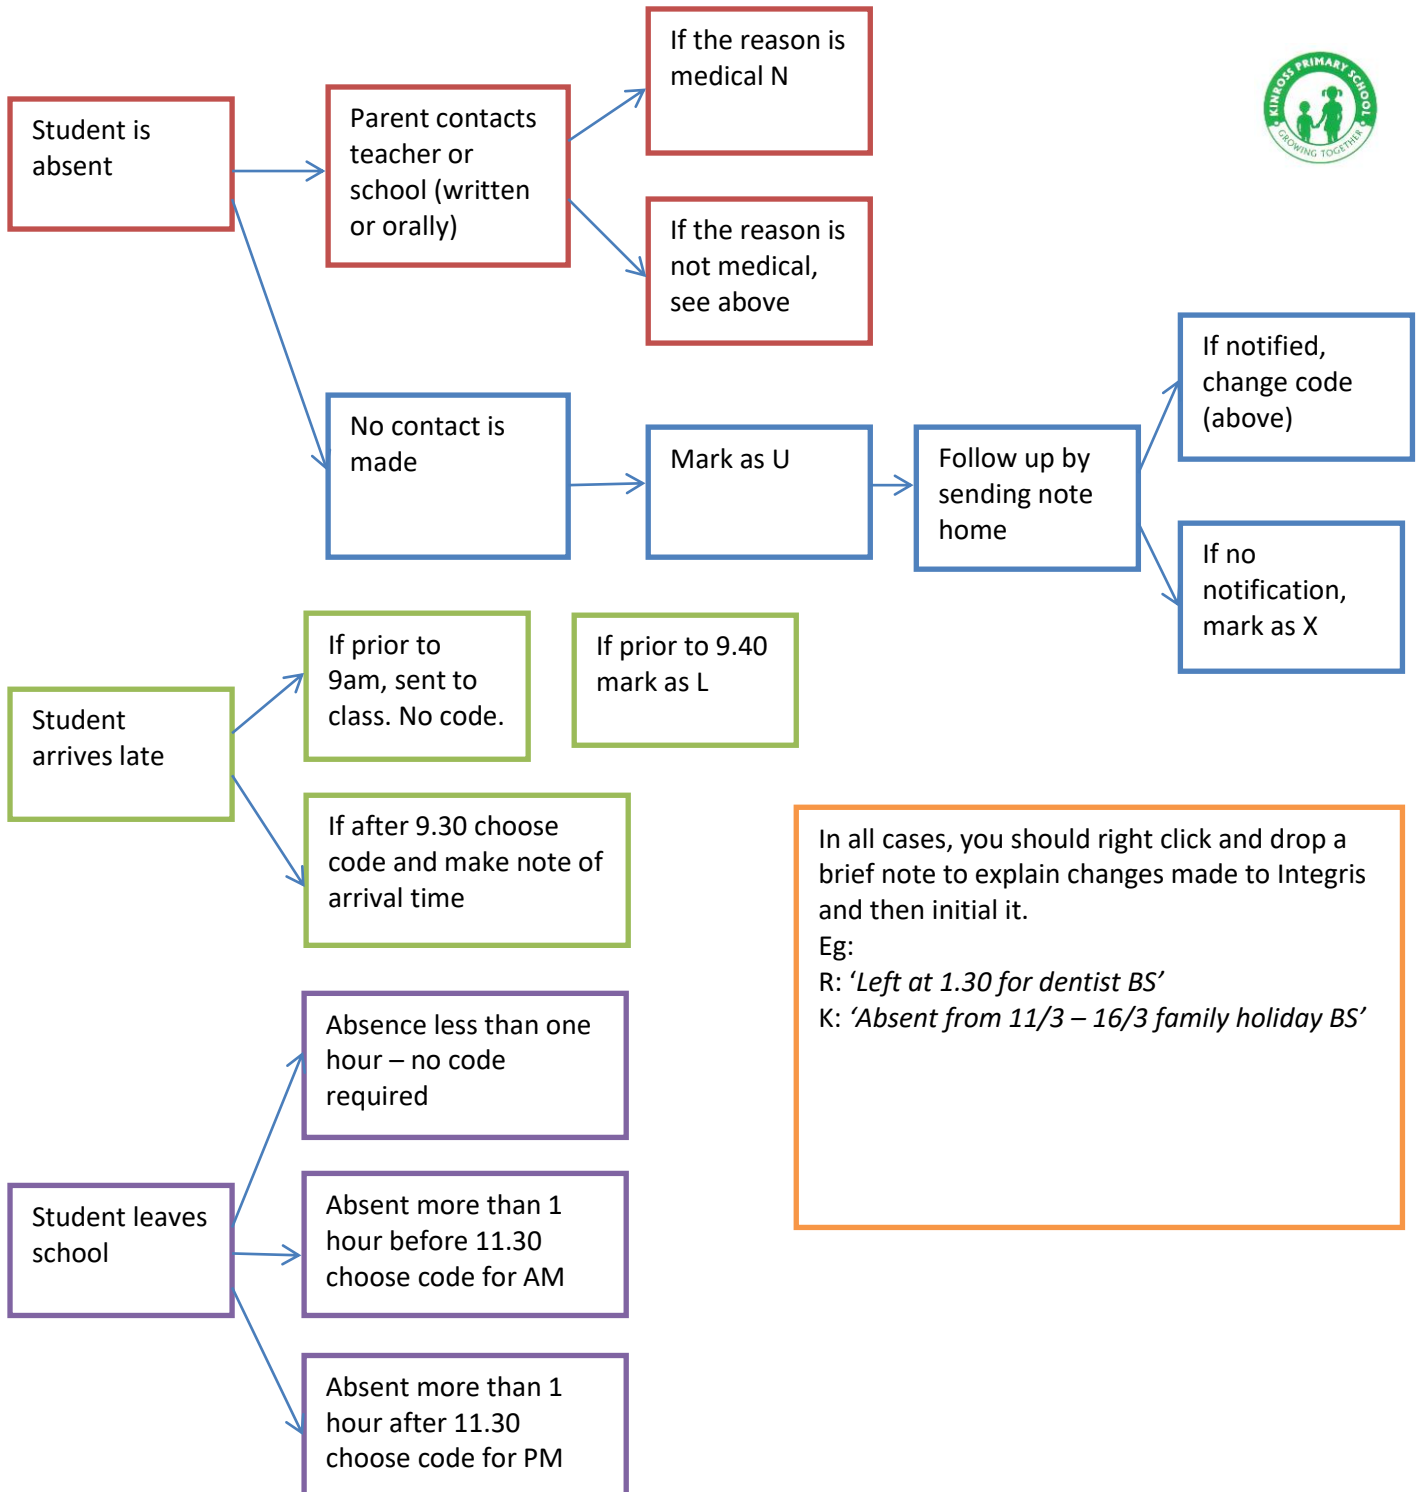 If the reason is
medical N
KINROSS PRIMARY SCHOOL
GROWING TOGETHER
Student is
absent
Parent contacts
teacher or
school (written
or orally)
If the reason is
not medical,
see above
If notified,
change code
(above)
No contact is
made
Mark as U
Follow up by
sending note
home
If no
notification,
mark as X
If prior to
9am, sent to
class. No code.
If prior to 9.40
mark as L
Student
arrives late
If after 9.30 choose
code and make note of
arrival time
In all cases, you should right click and drop a
brief note to explain changes made to Integris
and then initial it.
Eg:
R: ‘Left at 1.30 for dentist BS’
K: ‘Absent from 11/3 – 16/3 family holiday BS’
Absence less than one
hour – no code
required
Student leaves
school
Absent more than 1
hour before 11.30
choose code for AM
Absent more than 1
hour after 11.30
choose code for PM